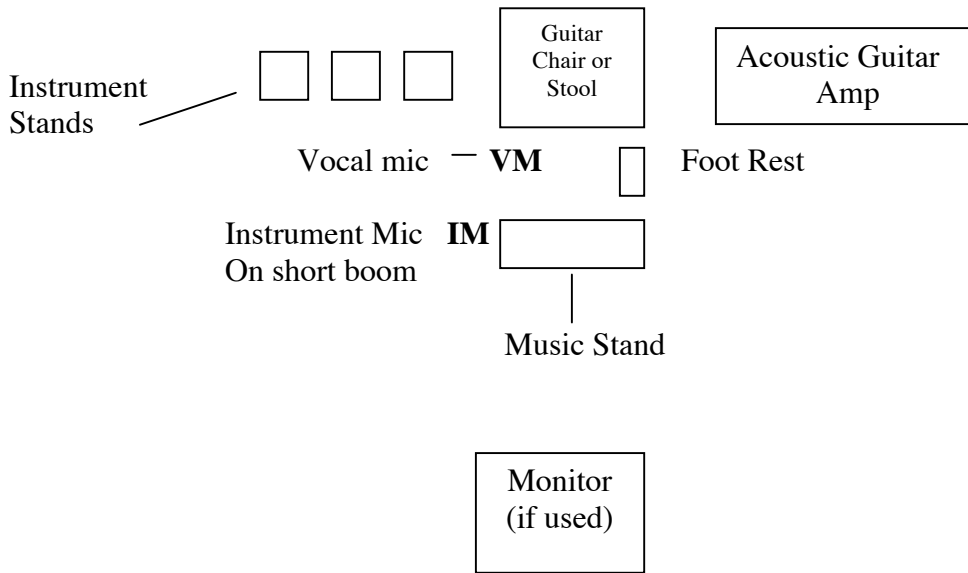 Guitar
Chair or
Stool
Acoustic Guitar
Amp
Instrument
Stands
Vocal mic
VM
Foot Rest
Instrument Mic
On short boom
IM
Music Stand
Monitor
(if used)